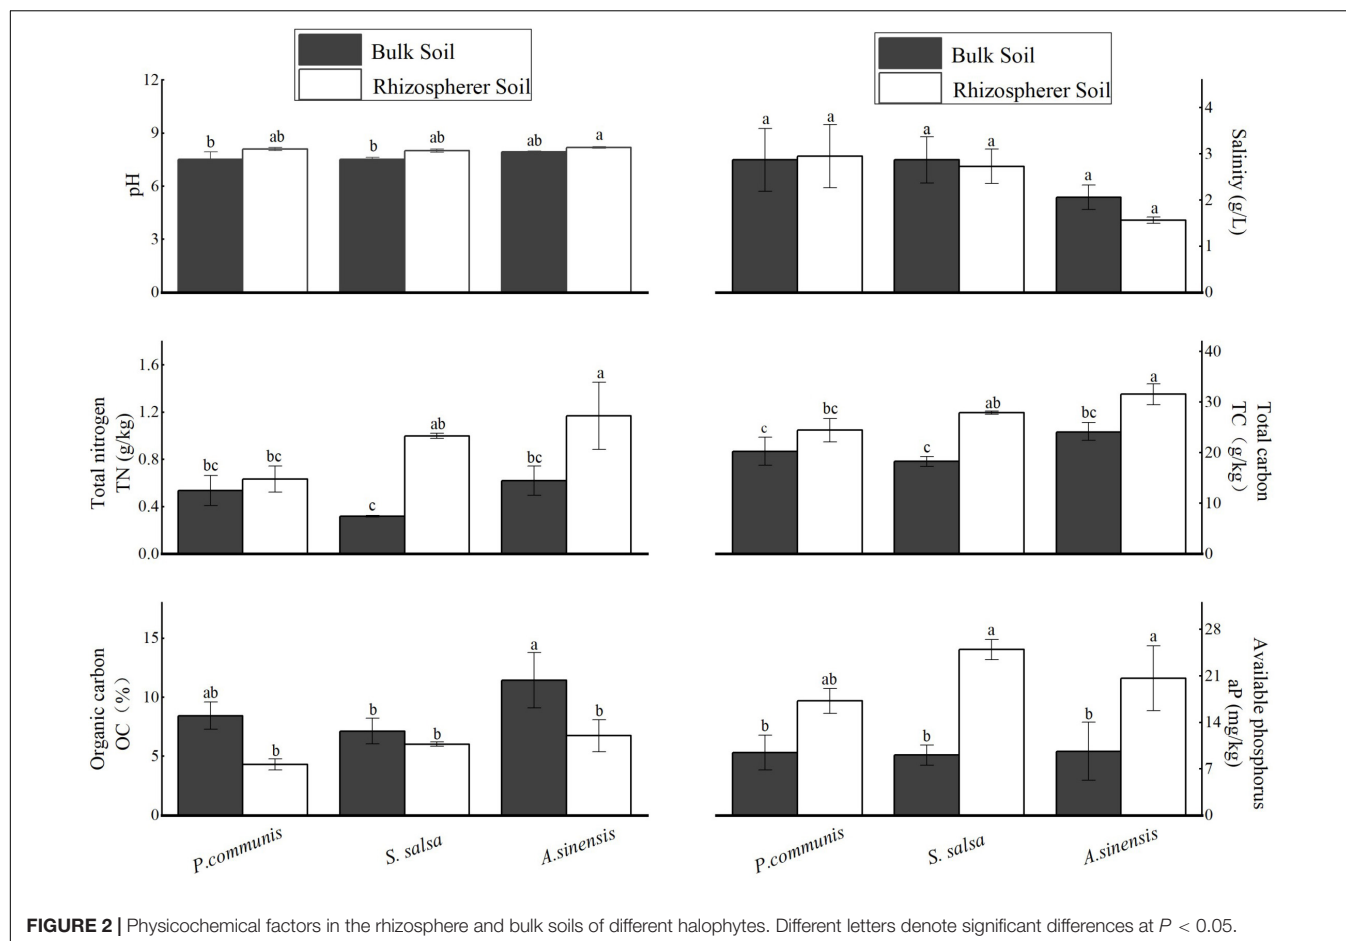 Bulk Soil
Rhizospherer Soil
12
9
6
3
0
pH
b
ab
b
ab
ab
a
Bulk Soil
Rhizospherer Soil
4
3
2
1
0
Salinity (g/L)
a
a
a
a
a
a
1.6
1.2
0.8
0.4
0.0
Total nitrogen
TN (g/kg)
bc
bc
c
ab
bc
a
40
30
20
10
0
Total carbon
TC（g/kg）
c
bc
c
ab
bc
a
15
10
5
0
Organic carbon
OC（%）
ab
b
b
b
a
b
P.communis
S. salsa
A.sinensis
28
21
14
7
0
Available phosphorus
aP (mg/kg)
b
ab
b
a
b
a
P.communis
S. salsa
A.sinensis
FIGURE 2 | Physicochemical factors in the rhizosphere and bulk soils of different halophytes. Different letters denote significant differences at P < 0.05.